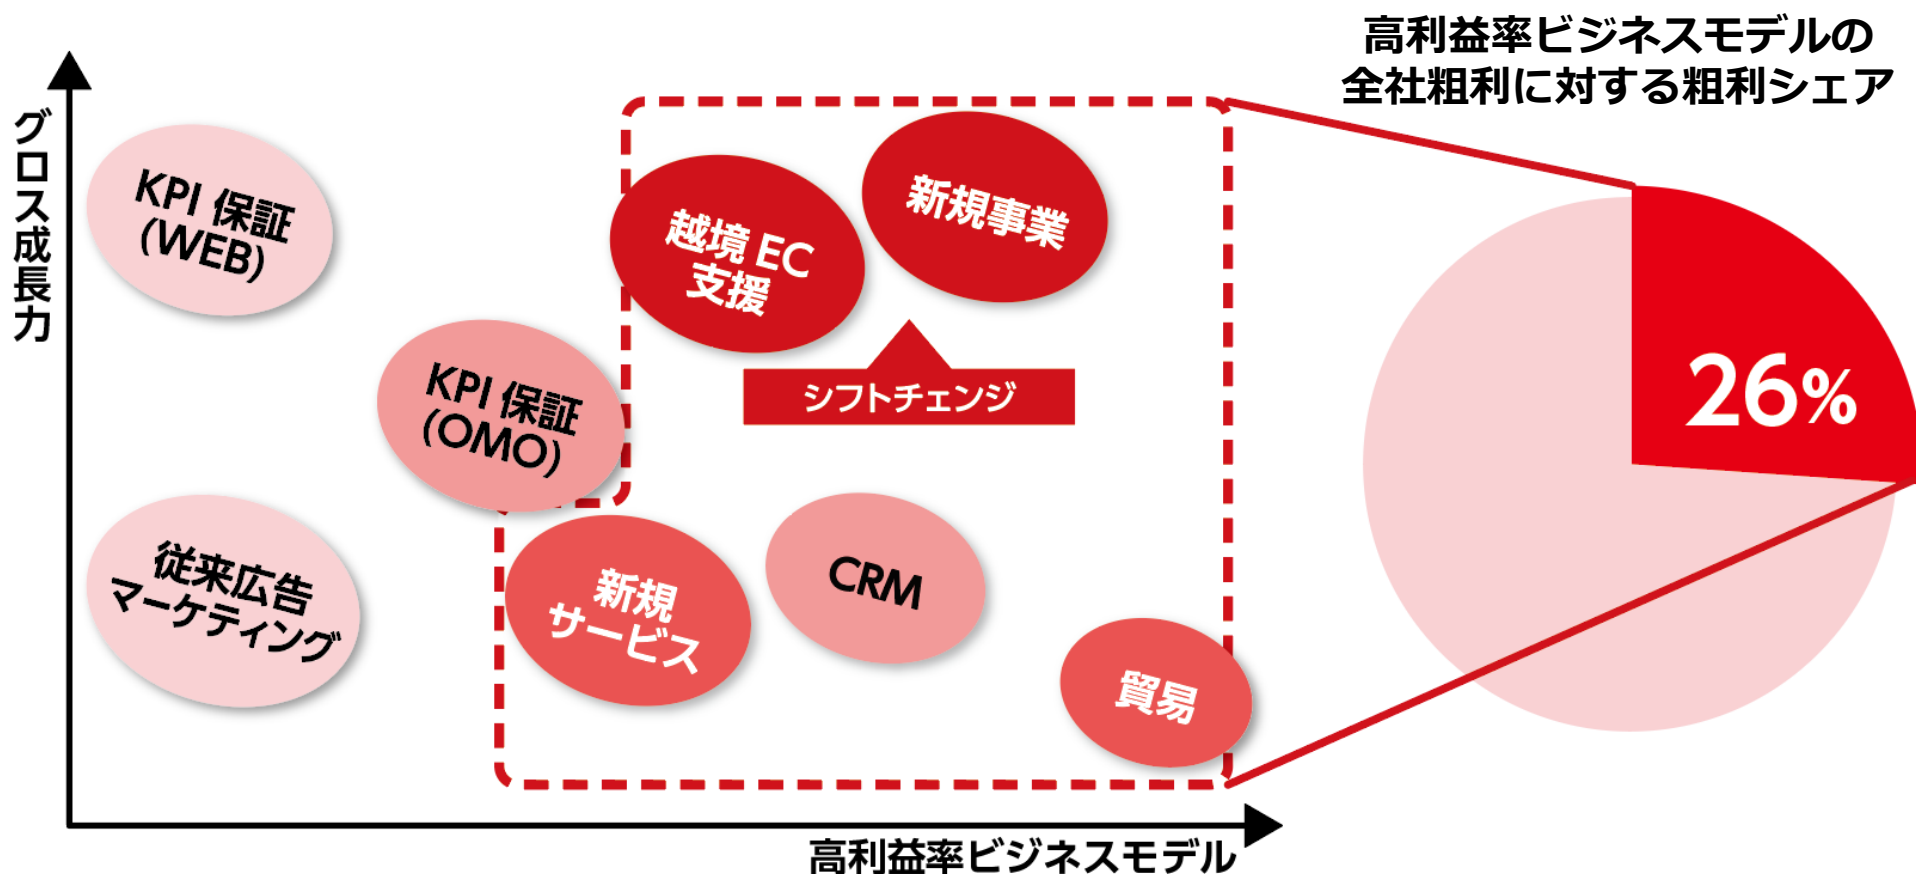 高利益率ビジネスモデルの
全社粗利に対する粗利シェア
グロス成長力
KPI 保証
(WEB)
越境 EC
支援
新規事業
シフトチェンジ
KPI 保証
(OMO)
26%
従来広告
マーケティング
新規
サービス
CRM
貿易
高利益率ビジネスモデル